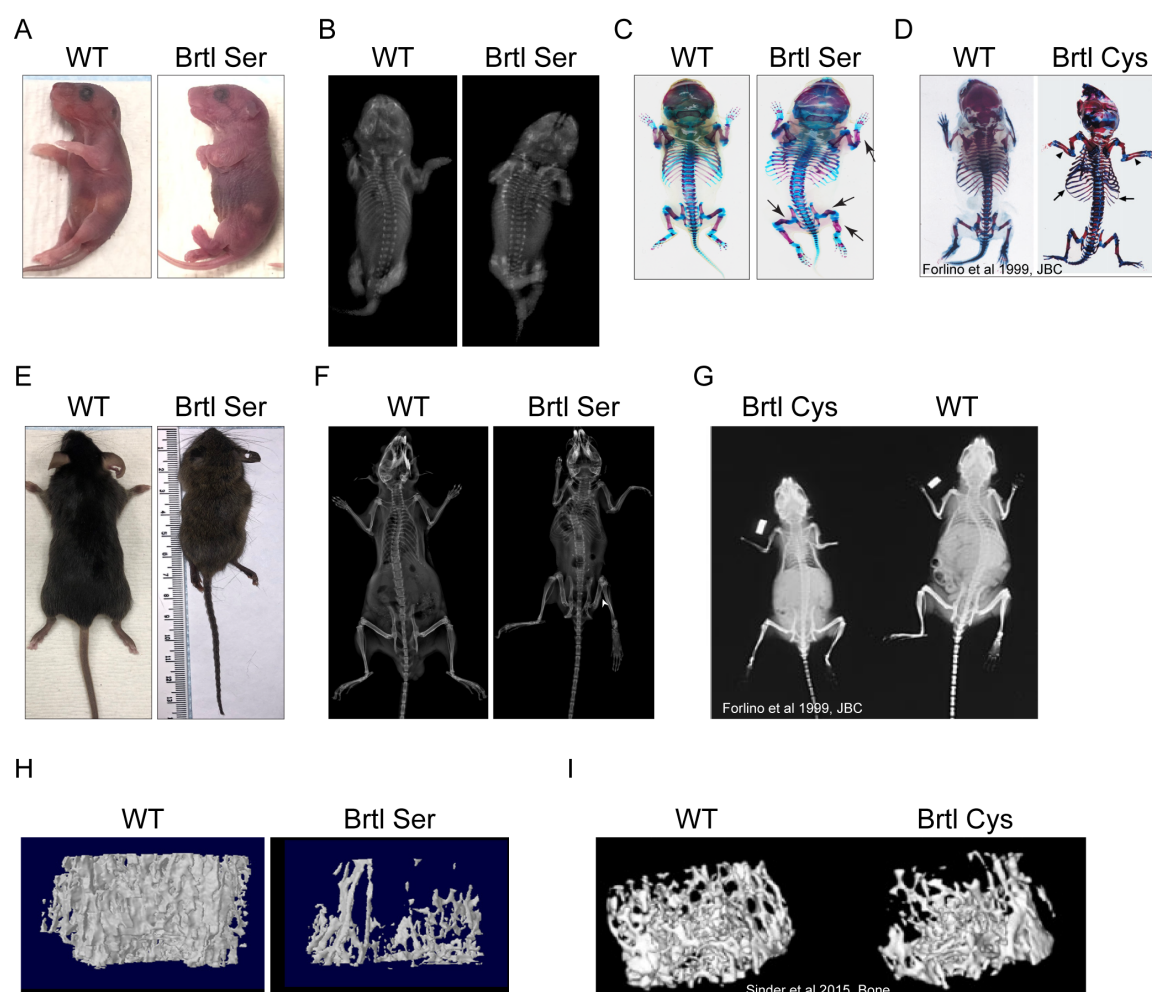 A
WT
Brtl Ser
B
WT
Brtl Ser
C
WT
Brtl Ser
D
WT
Brtl Cys
Forlino et al 1999, JBC
E
WT
Brtl Ser
F
WT
Brtl Ser
G
Brtl Cys
WT
Forlino et al 1999, JBC
H
WT
Brtl Ser
I
WT
Brtl Cys
Sinder et al 2015, Bone